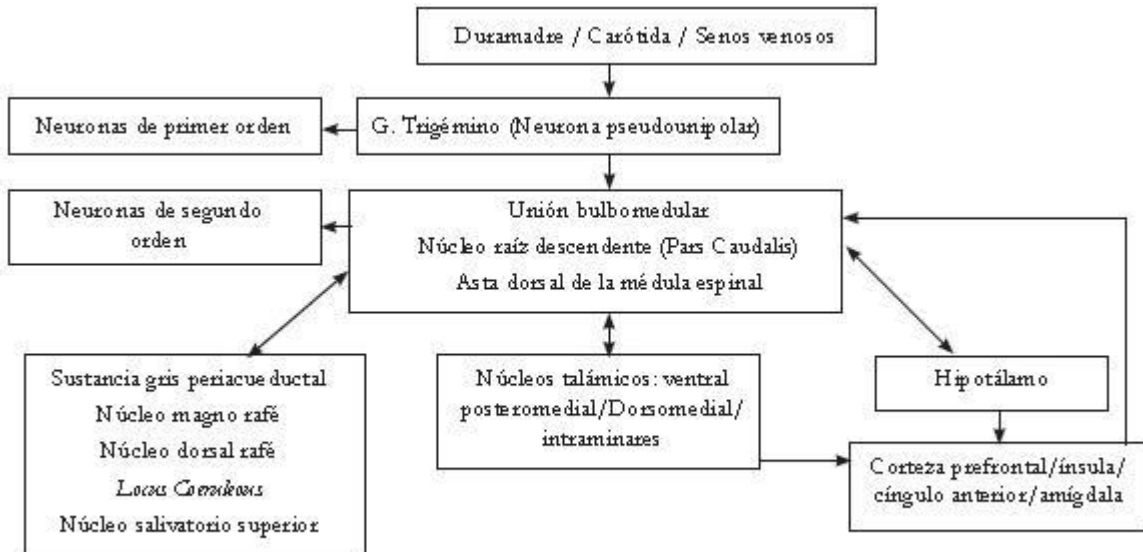 Duramadre / Carótida / Senos venosos
Neuronas de primer orden
G. Trigémino (Neurona pseudounipolar)
Neuronas de segundo
orden
Unión bulbomedular
Núcleo raíz descendente (Pars Caudalis)
Asta dorsal de la médula espinal
Sustancia gris periacueductal
Núcleo magno rafé
Núcleo dorsal rafé
Locus Coeruleous
Núcleo salivatorio superior
Núcleos talámicos: ventral
posteromedial/Dorsomedial/
intraminares
Hipotálamo
Corteza prefrontal/ínsula/
cíngulo anterior/amígdala